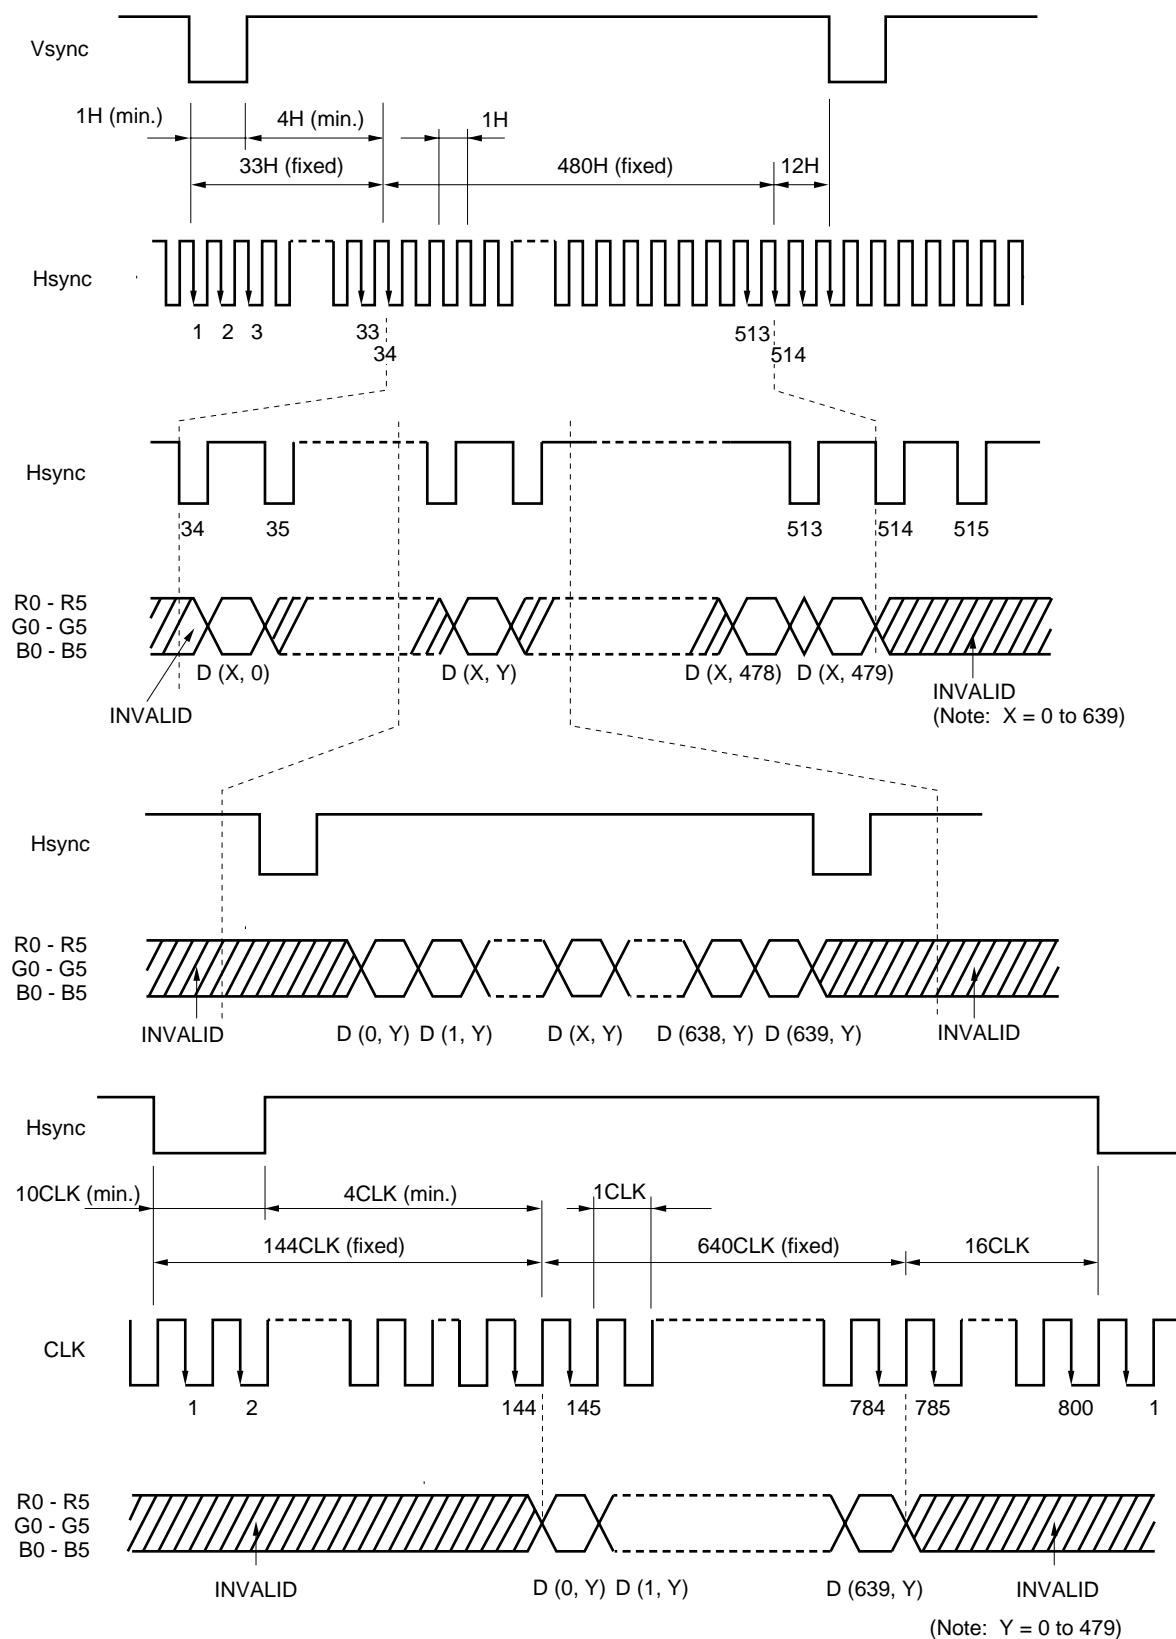 Vsync
1H (min.) 4H (min.) 1H
33H (fixed) 480H (fixed) 12H
Hsync
1 2 3 33 513
34 514
Hsync
34 35 513 514 515
R0 - R5
G0 - G5
B0 - B5
D (X, 0) D (X, Y) D (X, 478) D (X, 479)
INVALID INVALID
(Note: X = 0 to 639)
Hsync
R0 - R5
G0 - G5
B0 - B5
INVALID D (0, Y) D (1, Y) D (X, Y) D (638, Y) D (639, Y) INVALID
Hsync
10CLK (min.) 4CLK (min.) 1CLK
144CLK (fixed) 640CLK (fixed) 16CLK
CLK
1 2 144 145 784 785 800 1
R0 - R5
G0 - G5
B0 - B5
INVALID D (0, Y) D (1, Y) D (639, Y) INVALID
(Note: Y = 0 to 479)